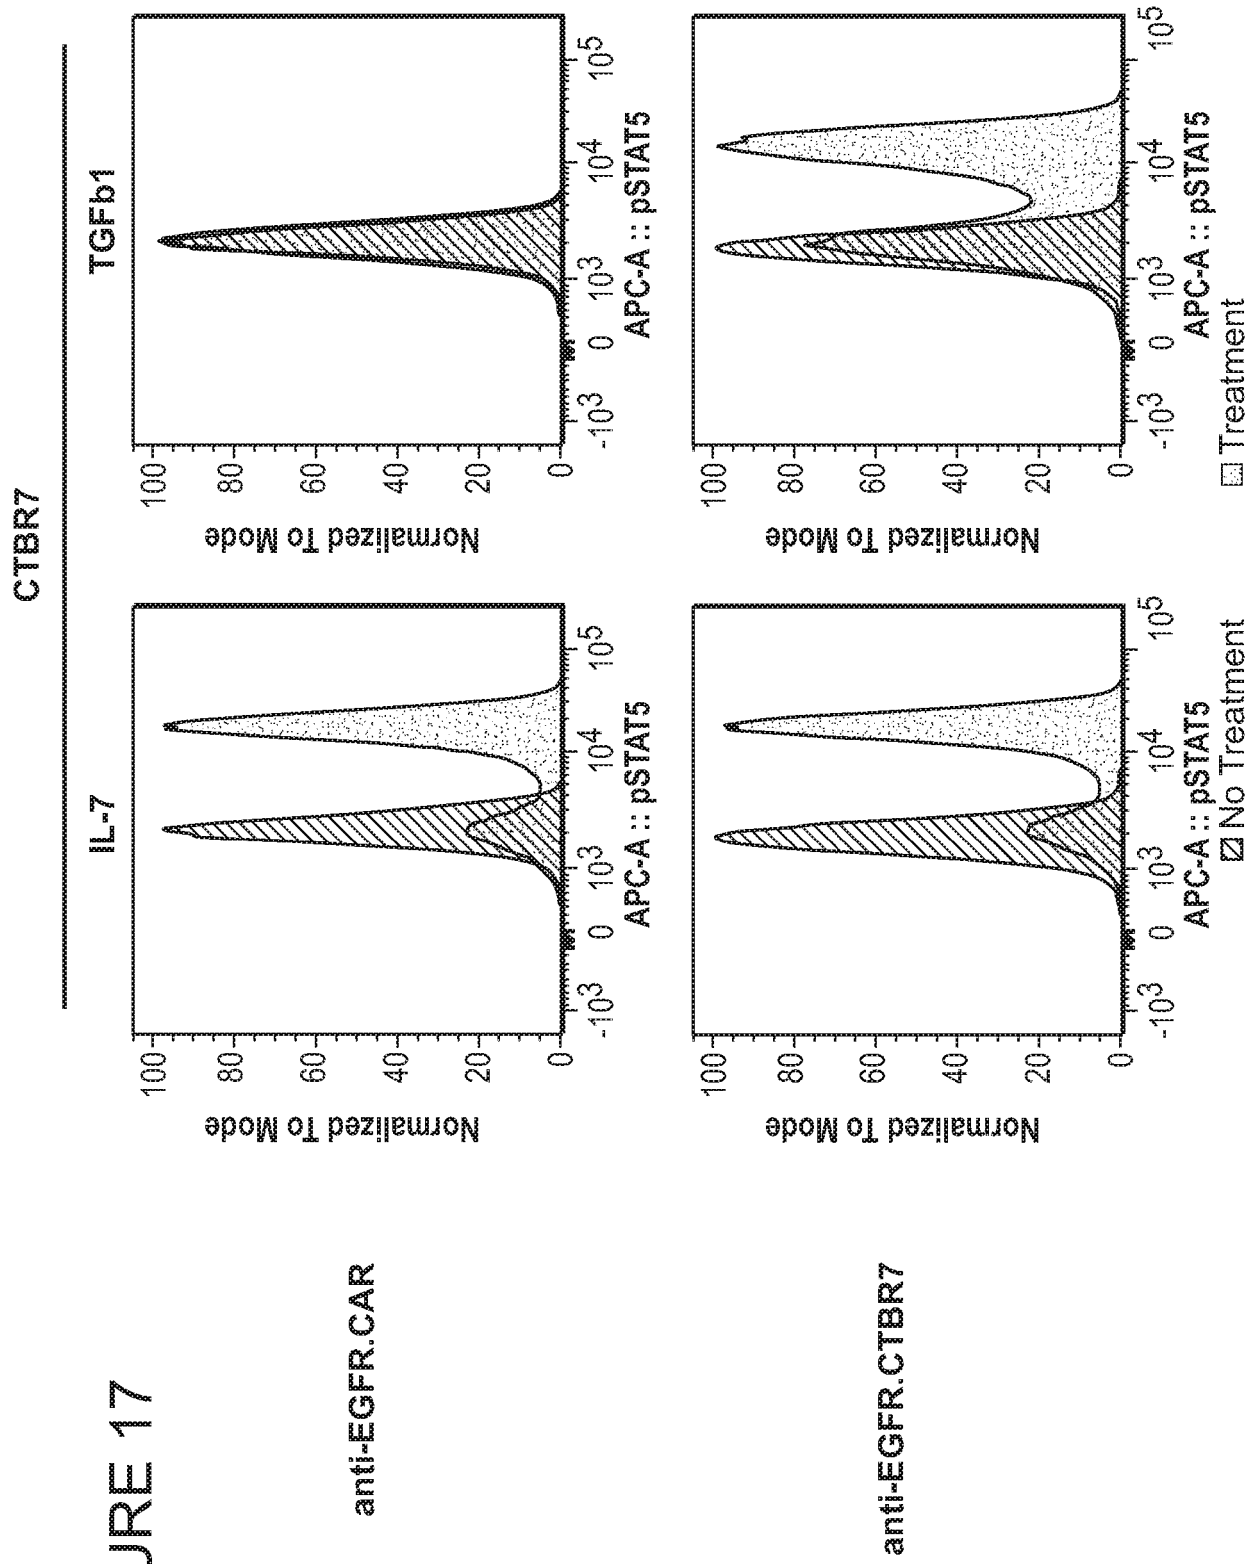 JRE 17
CTBR7
IL-7
TGFb1
anti-EGFR.CAR
Normalized To Mode
100
80
60
40
20
0
-10³ 0 10³ 10⁴ 10⁵
APC-A :: pSTAT5
Normalized To Mode
100
80
60
40
20
0
-10³ 0 10³ 10⁴ 10⁵
APC-A :: pSTAT5
anti-EGFR.CTBR7
Normalized To Mode
100
80
60
40
20
0
-10³ 0 10³ 10⁴ 10⁵
APC-A :: pSTAT5
Normalized To Mode
100
80
60
40
20
0
-10³ 0 10³ 10⁴ 10⁵
APC-A :: pSTAT5
No Treatment
Treatment